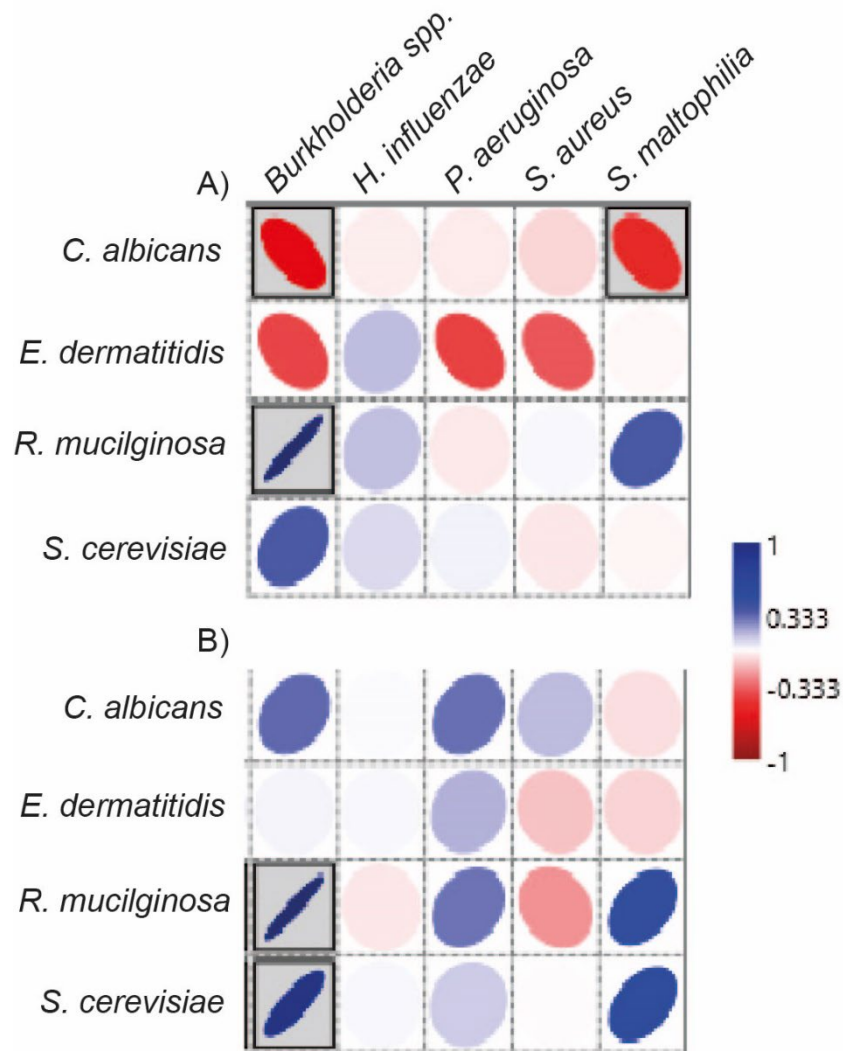 Burkholderia spp.
H. influenzae
P. aeruginosa
S. aureus
S. maltophilia
A)
C. albicans
E. dermatitidis
R. mucilginosa
S. cerevisiae
1
0.333
-0.333
-1
B)
C. albicans
E. dermatitidis
R. mucilginosa
S. cerevisiae